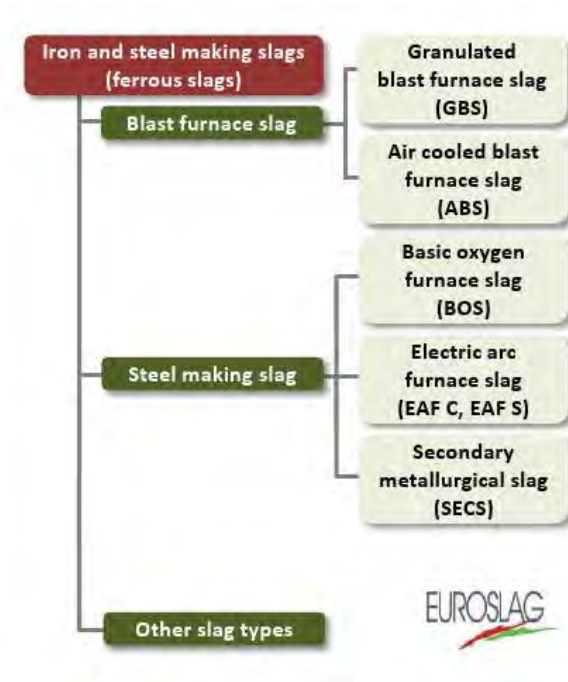 Iron and steel making slags
(ferrous slags)
Blast furnace slag
Granulated
blast furnace slag
(GBS)
Air cooled blast
furnace slag
(ABS)
Steel making slag
Basic oxygen
furnace slag
(BOS)
Electric arc
furnace slag
(EAF C, EAF S)
Secondary
metallurgical slag
(SECS)
Other slag types
EUROSLAG